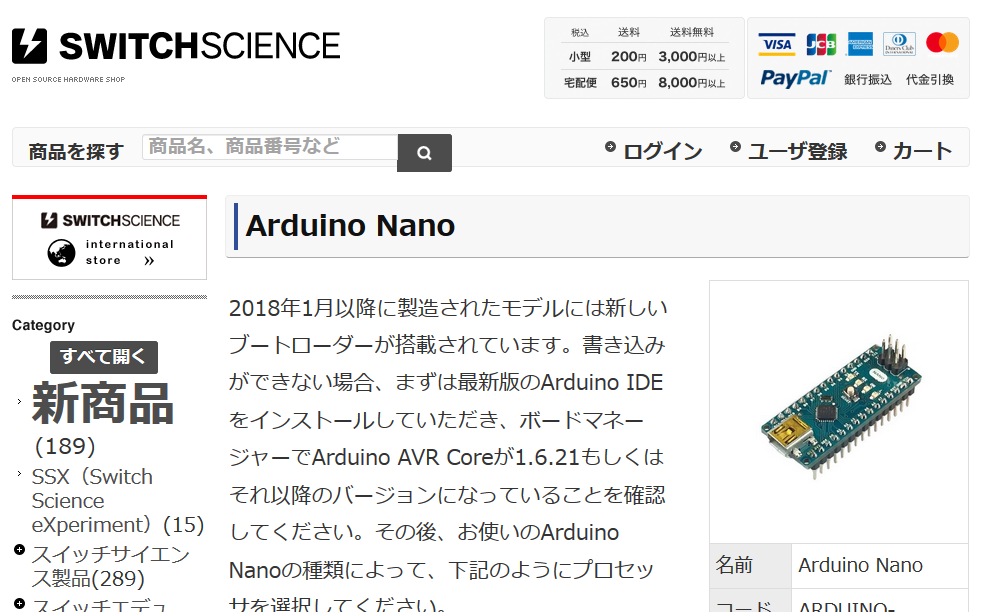 SWITCHSCIENCE
OPEN SOURCE HARDWARE SHOP
税込 送料 送料無料
小型 200円 3,000円以上
宅配便 650円 8,000円以上
VISA JCB AMERICAN EXPRESS Diners Club INTERNATIONAL
PayPal 銀行振込 代金引換
商品を探す 商品名、商品番号など ログイン ユーザ登録 カート
SWITCHSCIENCE
international
store »
Category
すべて開く
新商品
(189)
SSX（Switch
Science
eXperiment）(15)
スイッチサイエン
ス製品(289)
スイッチエデュ
Arduino Nano
2018年1月以降に製造されたモデルには新しい
ブートローダーが搭載されています。書き込み
ができない場合、まずは最新版のArduino IDE
をインストールしていただき、ボードマネー
ジャーでArduino AVR Coreが1.6.21もしくは
それ以降のバージョンになっていることを確認
してください。その後、お使いのArduino
Nanoの種類によって、下記のようにプロセッ
サを選択してください。
名前 Arduino Nano
コード ARDUINO-